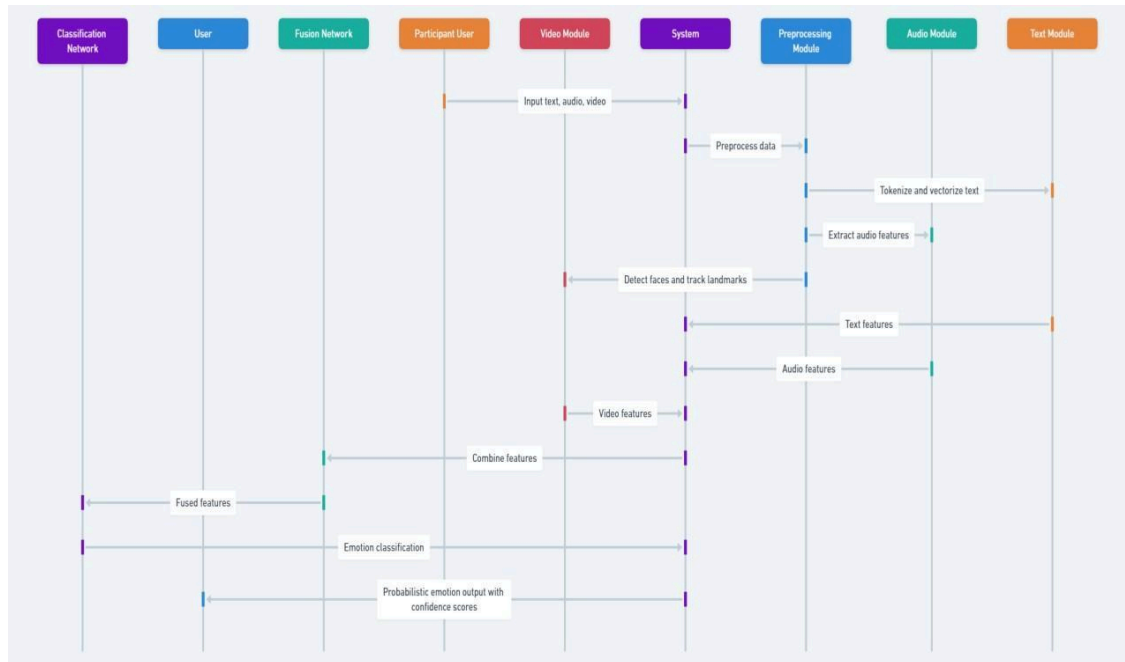 Classification
Network
User
Fusion Network
Participant User
Video Module
System
Preprocessing
Module
Audio Module
Text Module
Input text, audio, video
Preprocess data
Tokenize and vectorize text
Extract audio features
Detect faces and track landmarks
Text features
Audio features
Video features
Combine features
Fused features
Emotion classification
Probabilistic emotion output with
confidence scores